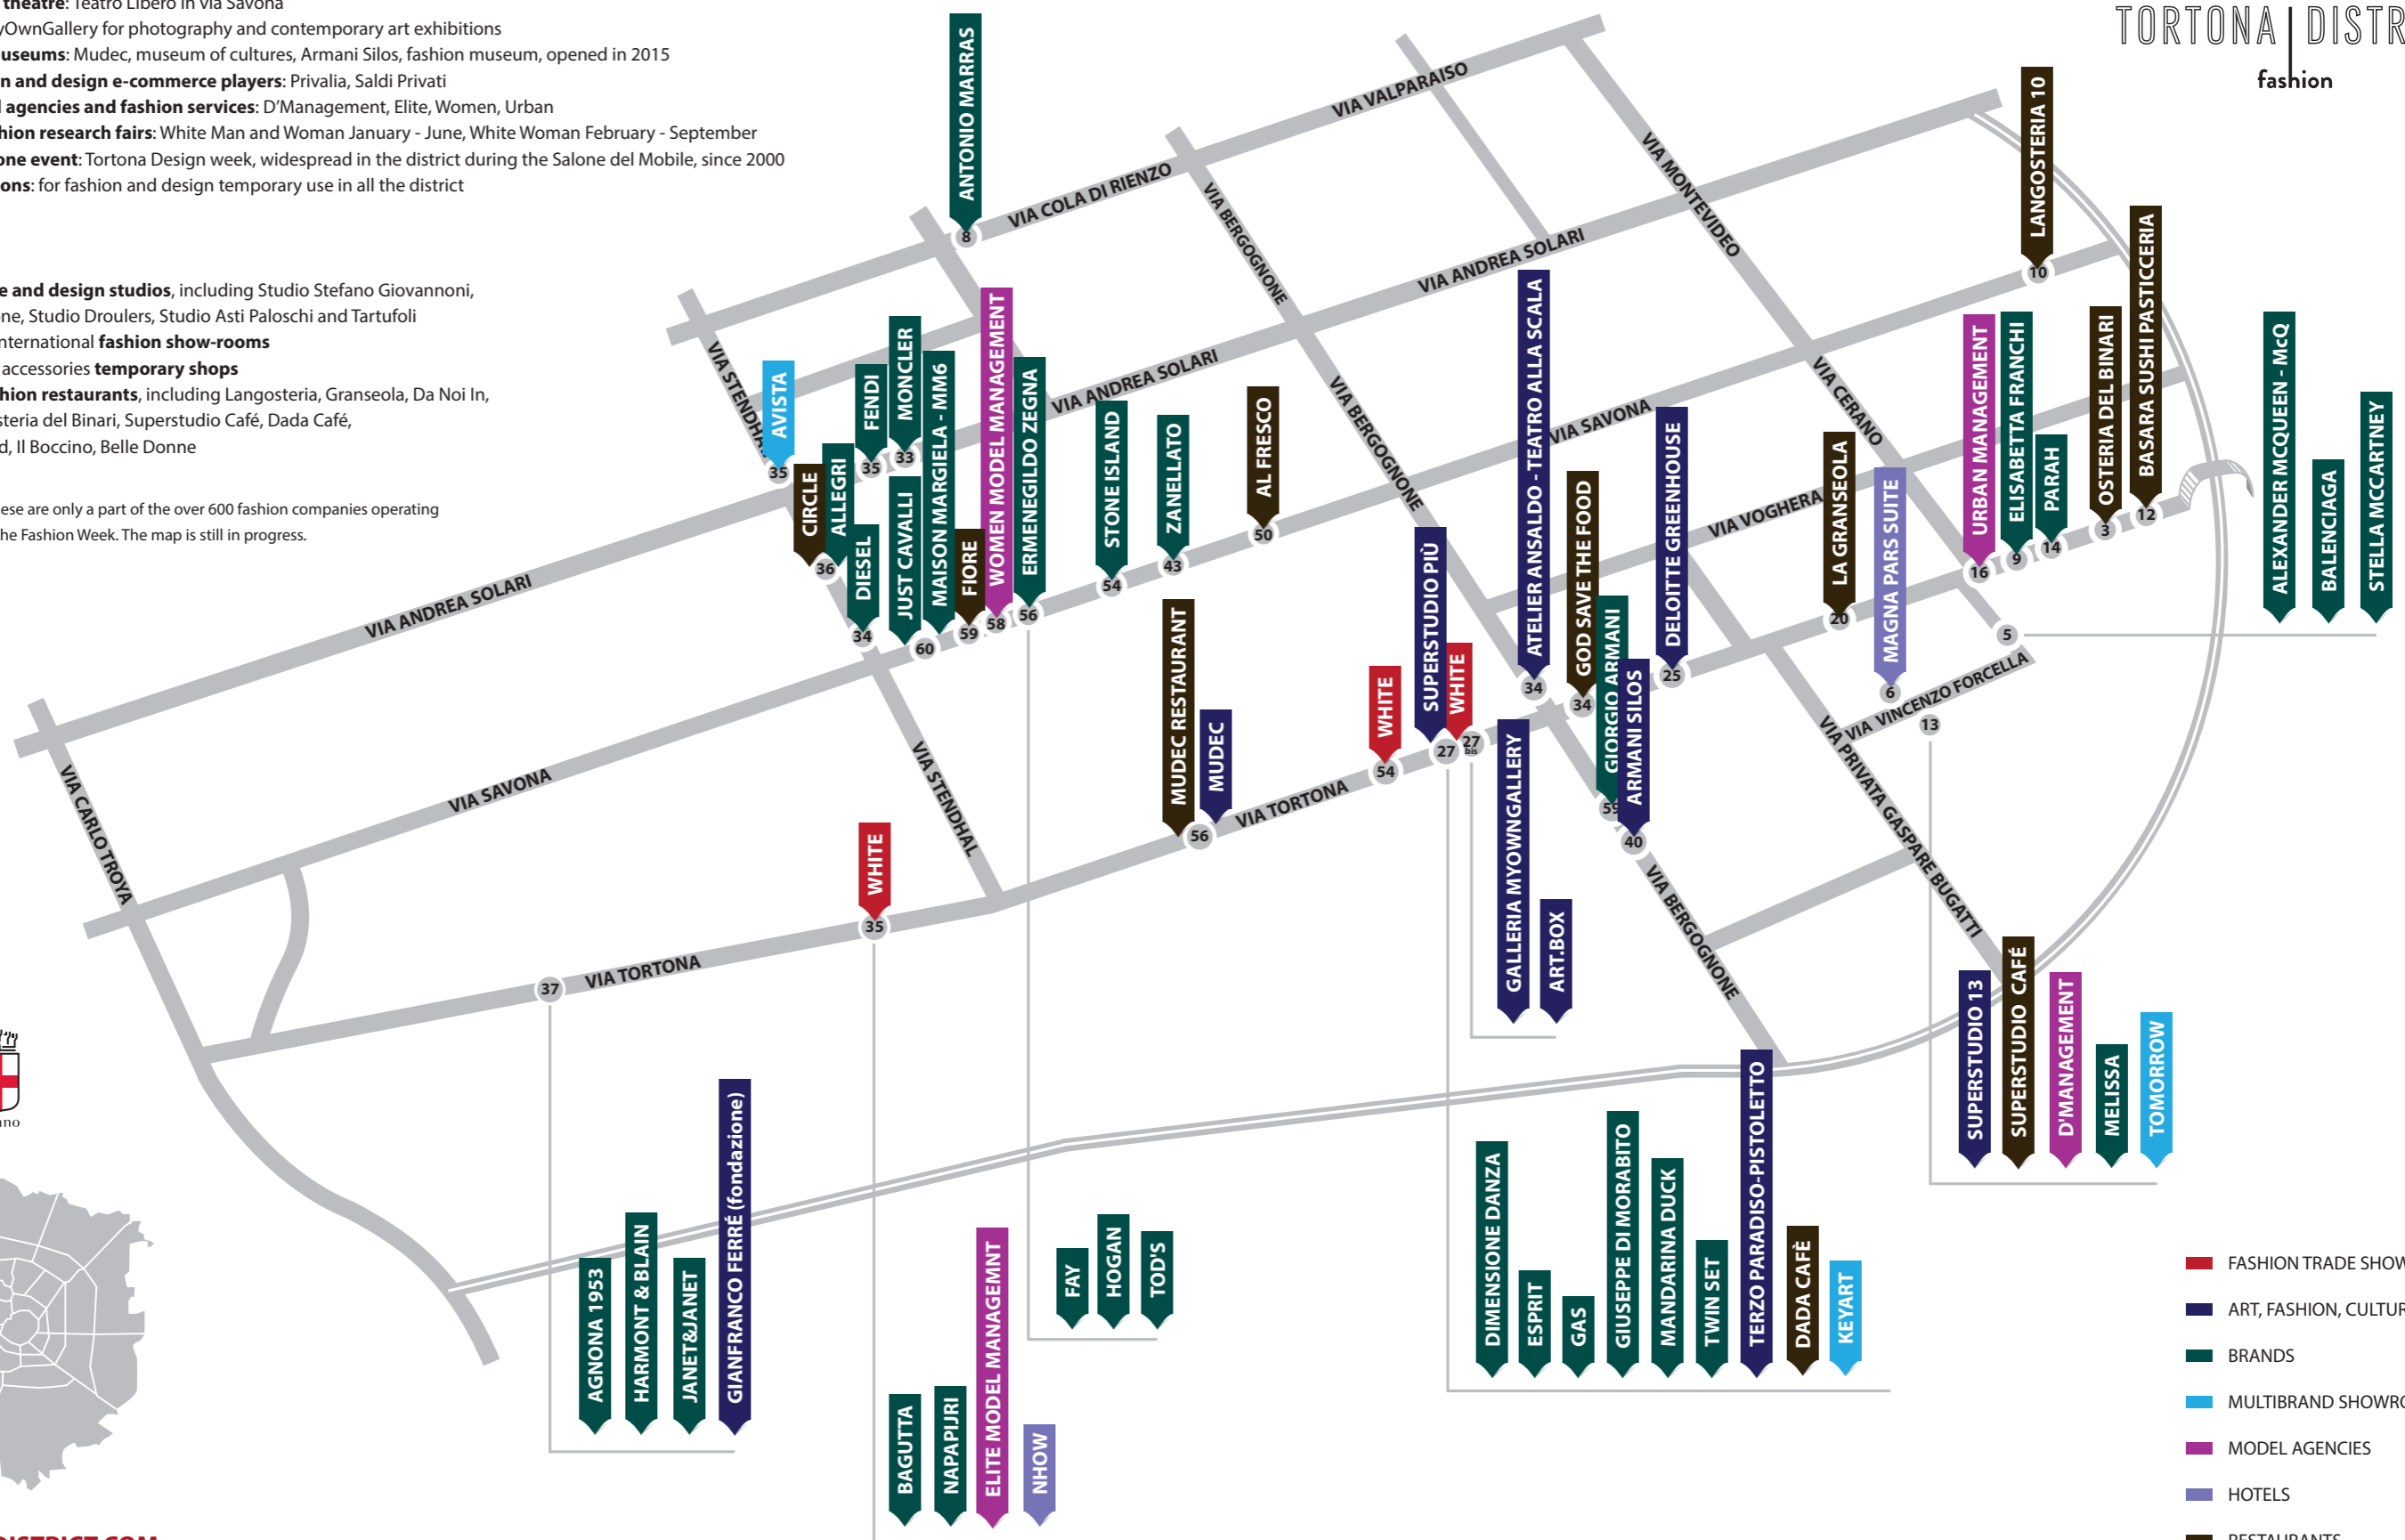 theatre: Teatro Libero in via Savona
yOwnGallery for photography and contemporary art exhibitions
useums: Mudec, museum of cultures, Armani Silos, fashion museum, opened in 2015
n and design e-commerce players: Privalia, Saldi Privati
l agencies and fashion services: D'Management, Elite, Women, Urban
hion research fairs: White Man and Woman January - June, White Woman February - September
one event: Tortona Design week, widespread in the district during the Salone del Mobile, since 2000
ons: for fashion and design temporary use in all the district
e and design studios, including Studio Stefano Giovannoni,
one, Studio Droulers, Studio Asti Paloschi and Tartufoli
nternational fashion show-rooms
accessories temporary shops
hion restaurants, including Langosteria, Granseola, Da Noi In,
steria del Binari, Superstudio Café, Dada Café,
d, Il Boccino, Belle Donne
ese are only a part of the over 600 fashion companies operating
he Fashion Week. The map is still in progress.
TORTONA | DISTR
fashion
VIA VALPARAISO
VIA COLA DI RIENZO
VIA BERGOGNONE
VIA MONTEVIDEO
VIA ANDREA SOLARI
VIA STENDHAL
VIA ANDREA SOLARI
VIA BERGOGNONE
VIA SAVONA
VIA CERANO
VIA VOGHERA
VIA ANDREA SOLARI
VIA VINCENZO FORCELLA
VIA PRIVATA GASPARE BUGATTI
VIA CARLO TROYA
VIA SAVONA
VIA STENDHAL
VIA TORTONA
VIA BERGOGNONE
VIA TORTONA
ANTONIO MARRAS
8
LANGOSTERIA 10
10
AVISTA
35
FENDI
35
MONCLER
33
CIRCLE
ALLEGRI
36
DIESEL
34
JUST CAVALLI
MAISON MARGIELA - MM6
60
FIORE
59
WOMEN MODEL MANAGEMENT
58
ERMENEGILDO ZEGNA
56
STONE ISLAND
54
ZANELLATO
43
AL FRESCO
50
MUDEC RESTAURANT
MUDEC
56
WHITE
54
SUPERSTUDIO PIÙ
27
WHITE
27
bis
ATELIER ANSALDO - TEATRO ALLA SCALA
34
GOD SAVE THE FOOD
34
GIORGIO ARMANI
59
ARMANI SILOS
40
DELOITTE GREENHOUSE
25
LA GRANSEOLA
20
MAGNA PARS SUITE
6
URBAN MANAGEMENT
16
ELISABETTA FRANCHI
9
PARAH
14
OSTERIA DEL BINARI
3
BASARA SUSHI PASTICCERIA
12
5
ALEXANDER MCQUEEN - McQ
BALENCIAGA
STELLA MCCARTNEY
13
SUPERSTUDIO 13
SUPERSTUDIO CAFÉ
D'MANAGEMENT
MELISSA
TOMORROW
GALLERIA MYOWNGALLERY
ART.BOX
WHITE
35
37
AGNONA 1953
HARMONT & BLAIN
JANET&JANET
GIANFRANCO FERRÉ (fondazione)
BAGUTTA
NAPAPIJRI
ELITE MODEL MANAGEMNT
NHOW
FAY
HOGAN
TOD'S
DIMENSIONE DANZA
ESPRIT
GAS
GIUSEPPE DI MORABITO
MANDARINA DUCK
TWIN SET
TERZO PARADISO-PISTOLETTO
DADA CAFÈ
KEYART
FASHION TRADE SHOW
ART, FASHION, CULTUR
BRANDS
MULTIBRAND SHOWRO
MODEL AGENCIES
HOTELS
RESTAURANTS
ano
DISTRICT.COM